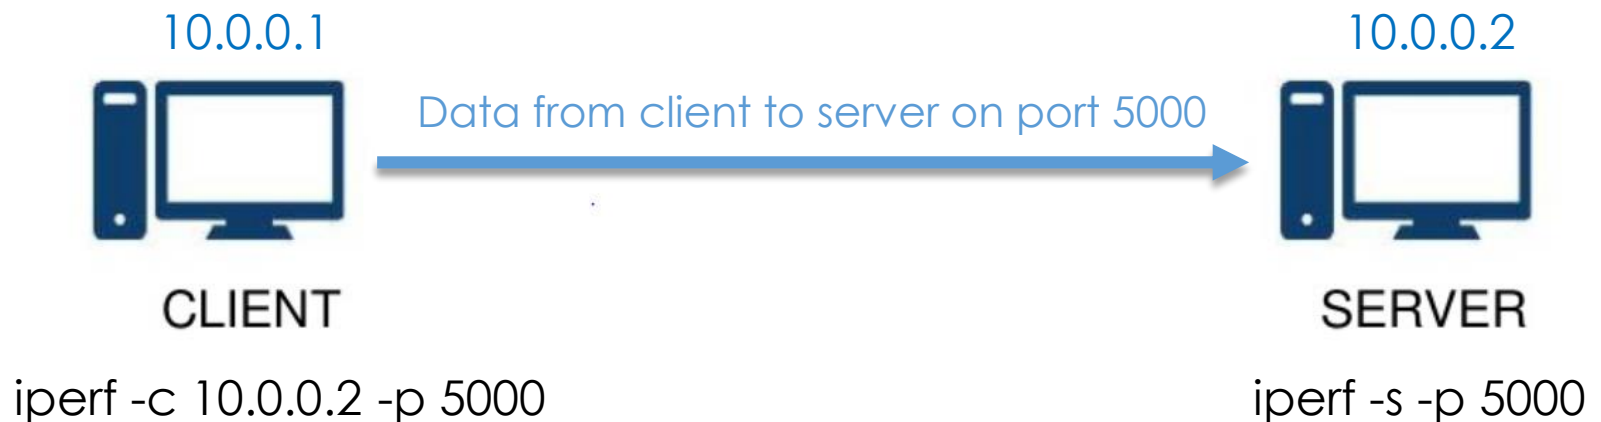 10.0.0.1
10.0.0.2
Data from client to server on port 5000
CLIENT
SERVER
iperf -c 10.0.0.2 -p 5000
iperf -s -p 5000